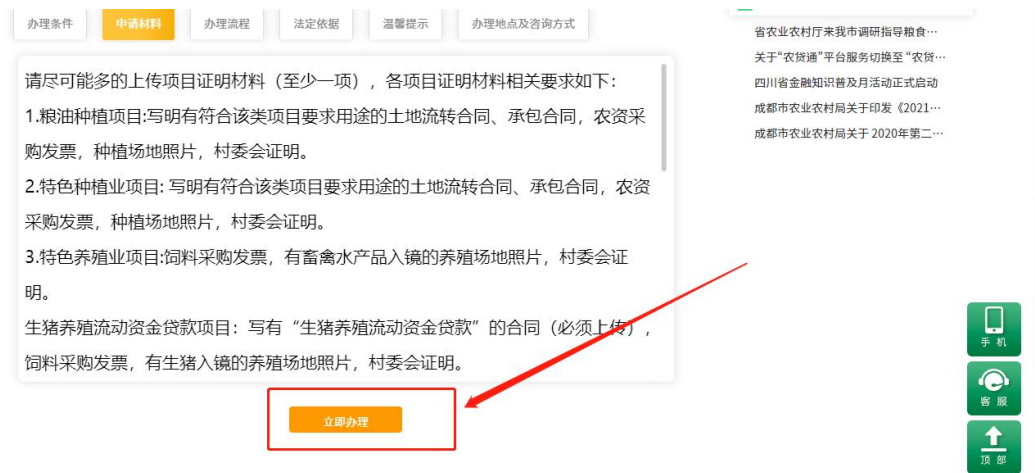 办理条件 申请材料 办理流程 法定依据 温馨提示 办理地点及咨询方式
请尽可能多的上传项目证明材料（至少一项），各项目证明材料相关要求如下：
1.粮油种植项目:写明有符合该类项目要求用途的土地流转合同、承包合同，农资采
购发票，种植场地照片，村委会证明。
2.特色种植业项目: 写明有符合该类项目要求用途的土地流转合同、承包合同，农资
采购发票，种植场地照片，村委会证明。
3.特色养殖业项目:饲料采购发票，有畜禽水产品入镜的养殖场地照片，村委会证
明。
生猪养殖流动资金贷款项目：写有“生猪养殖流动资金贷款”的合同（必须上传），
饲料采购发票，有生猪入镜的养殖场地照片，村委会证明。
立即办理
省农业农村厅来我市调研指导粮食…
关于“农贷通”平台服务切换至 “农贷…
四川省金融知识普及月活动正式启动
成都市农业农村局关于印发《2021…
成都市农业农村局关于 2020年第二…
手 机
客 服
顶 部